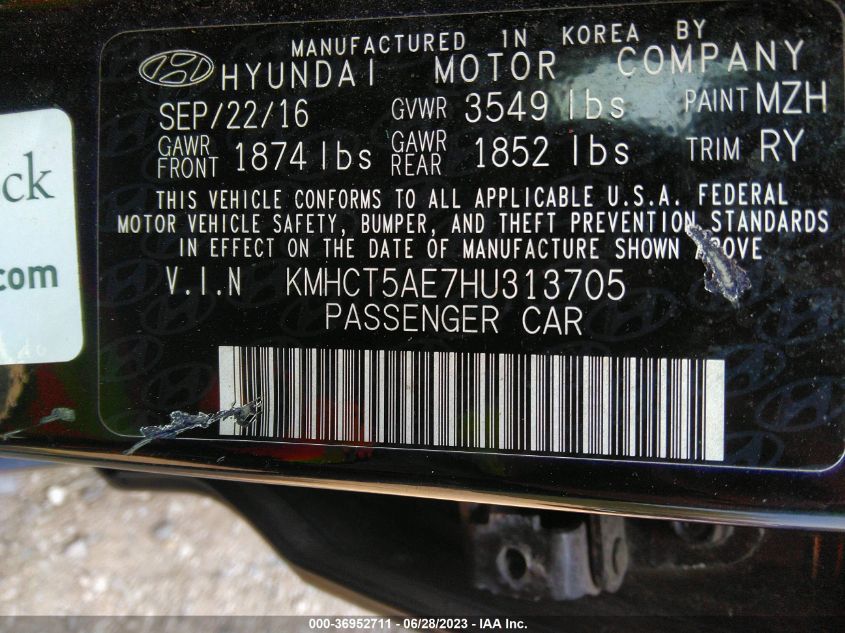 MANUFACTURED IN KOREA BY
HYUNDAI MOTOR COMPANY
SEP/22/16 GVWR 3549 lbs PAINT MZH
GAWR FRONT 1874 lbs GAWR REAR 1852 lbs TRIM RY
THIS VEHICLE CONFORMS TO ALL APPLICABLE U.S.A. FEDERAL
MOTOR VEHICLE SAFETY, BUMPER, AND THEFT PREVENTION STANDARDS
IN EFFECT ON THE DATE OF MANUFACTURE SHOWN ABOVE
V.I.N KMHCT5AE7HU313705
PASSENGER CAR
ck
.com
000-36952711 - 06/28/2023 - IAA Inc.